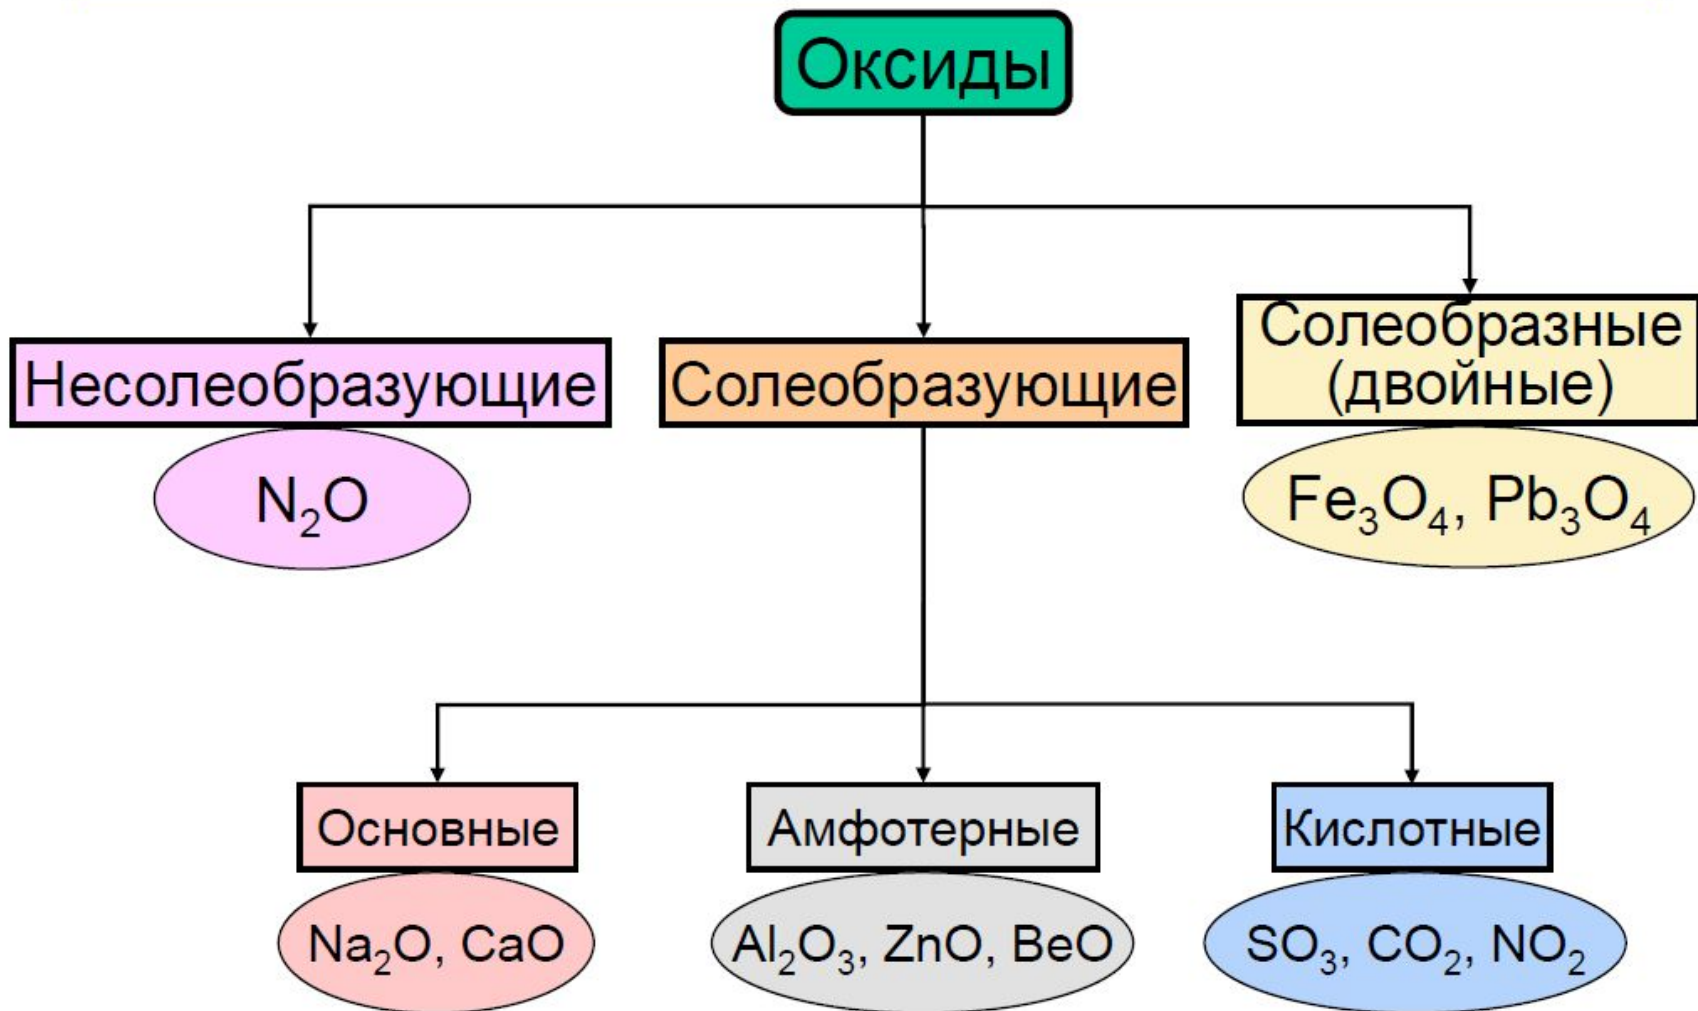 Оксиды
Несолеобразующие
Солеобразующие
Солеобразные
(двойные)
N₂O
Fe₃O₄, Pb₃O₄
Основные
Амфотерные
Кислотные
Na₂O, CaO
Al₂O₃, ZnO, BeO
SO₃, CO₂, NO₂